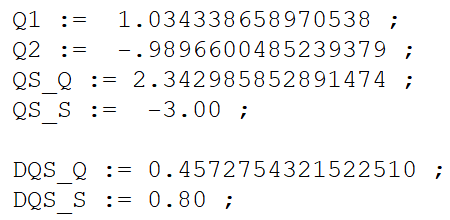 Q1 :=  1.034338658970538 ;
Q2 :=  -.9896600485239379 ;
QS_Q := 2.342985852891474 ;
QS_S :=  -3.00 ;
DQS_Q := 0.4572754321522510 ;
DQS_S := 0.80 ;